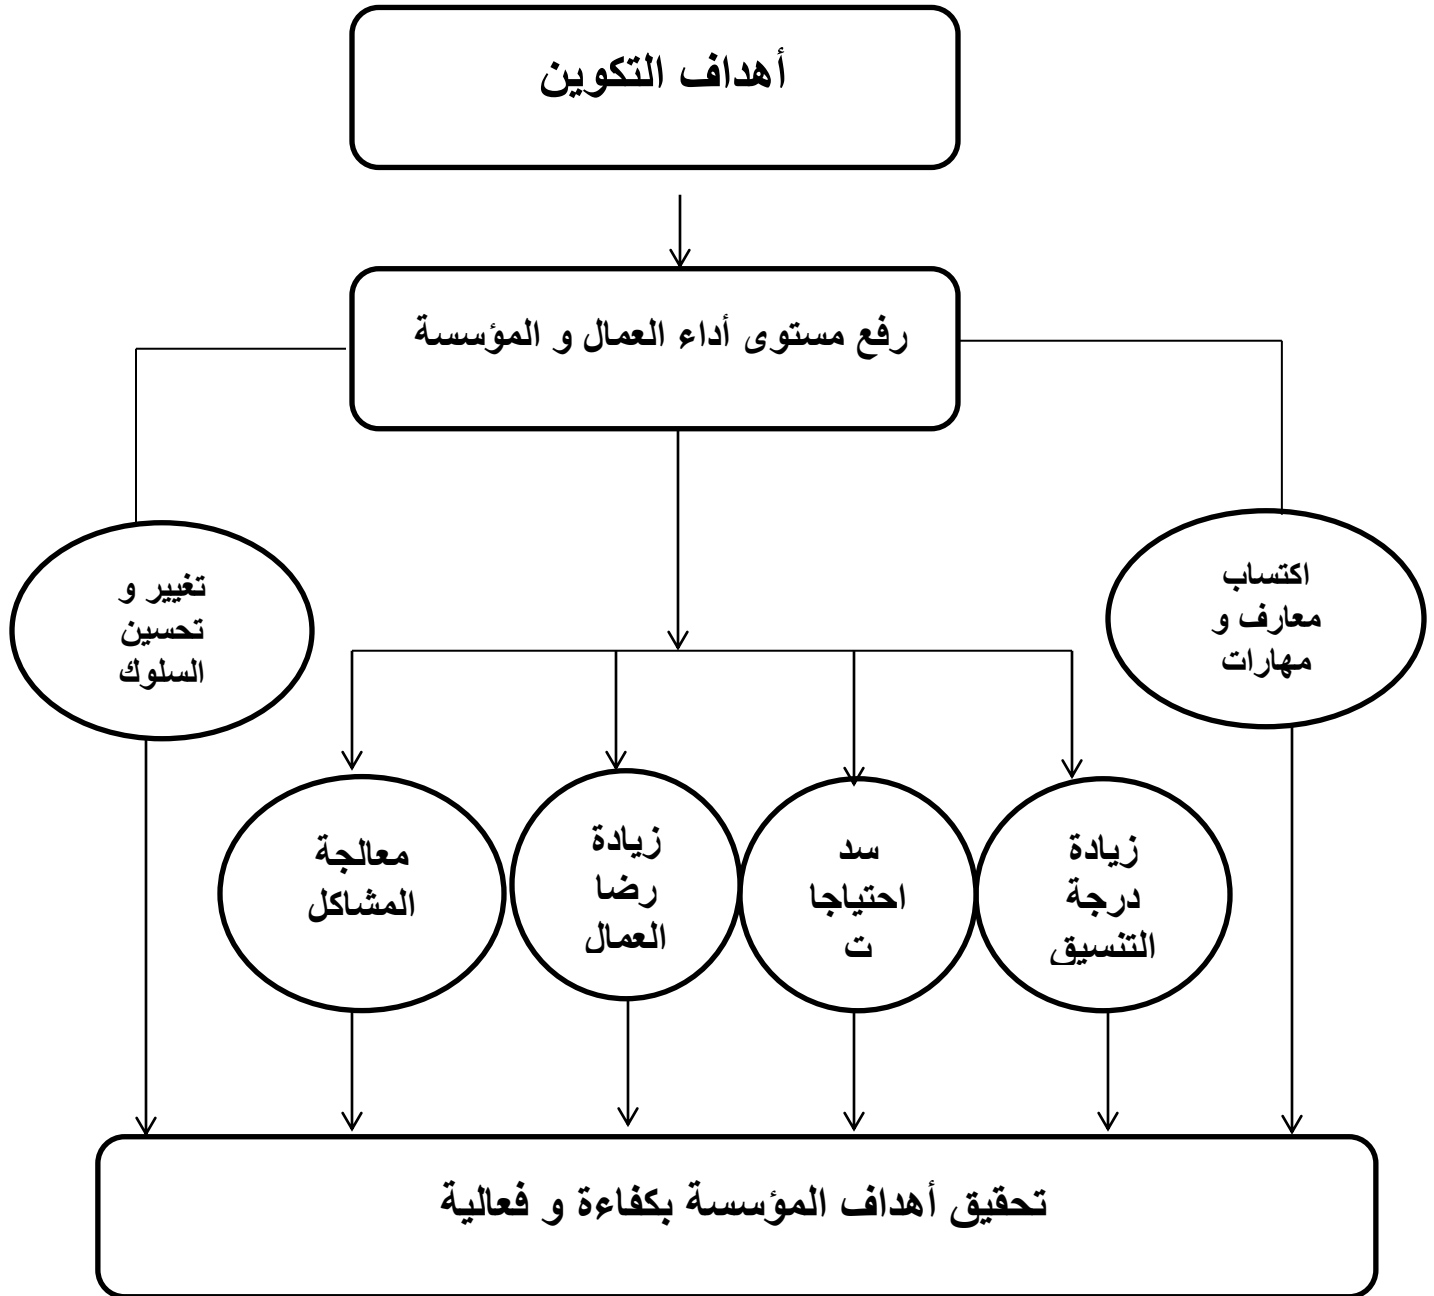 أهداف التكوين
رفع مستوى أداء العمال و المؤسسة
اكتساب
معارف و
مهارات
تغيير و
تحسين
السلوك
زيادة
درجة
التنسيق
سد
احتياجا
ت
زيادة
رضا
العمال
معالجة
المشاكل
تحقيق أهداف المؤسسة بكفاءة و فعالية